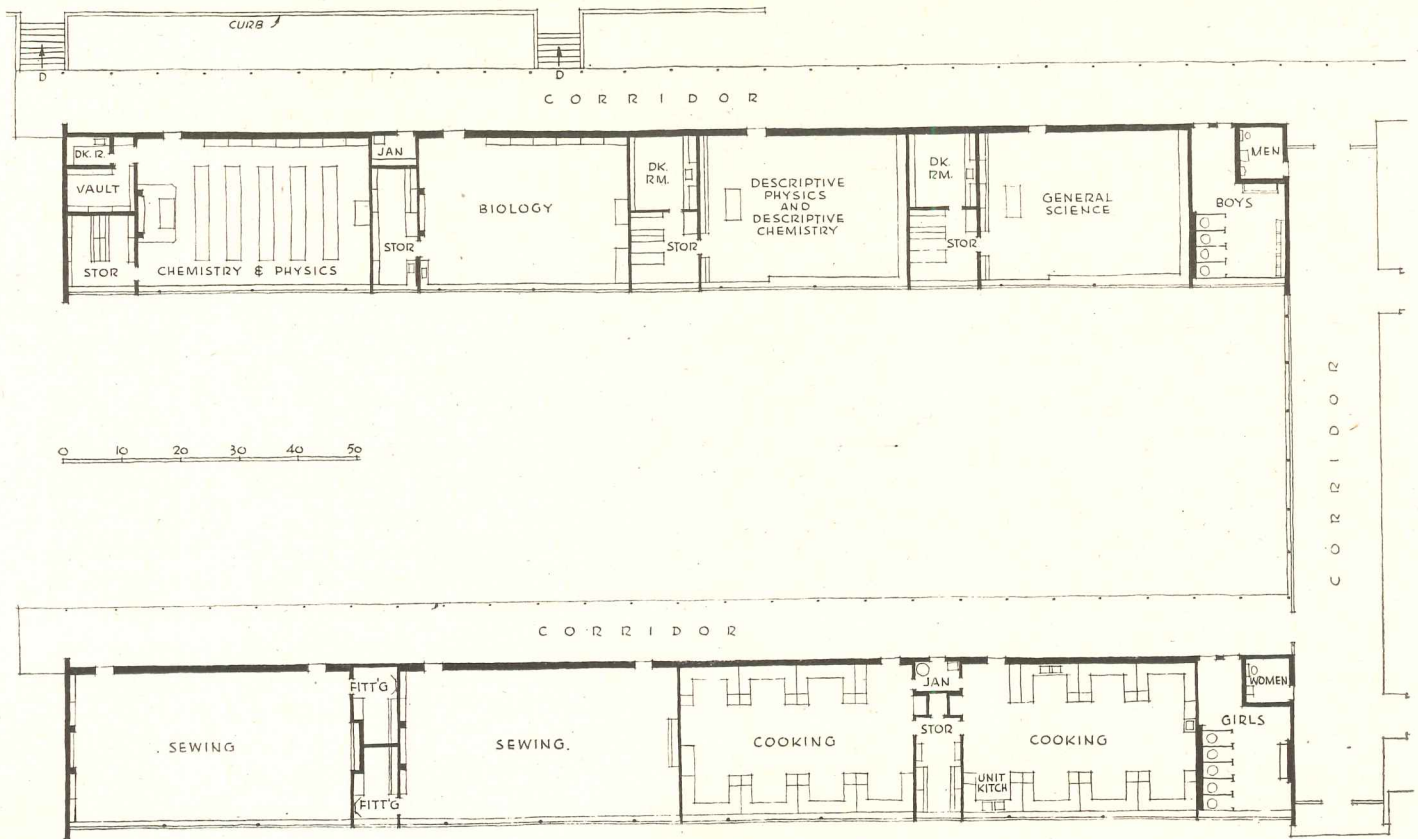 CURB
D
D
CORRIDOR
DK. R.
VAULT
STOR
CHEMISTRY & PHYSICS
JAN
STOR
BIOLOGY
DK.
RM.
STOR
DESCRIPTIVE
PHYSICS
AND
DESCRIPTIVE
CHEMISTRY
DK.
RM.
STOR
GENERAL
SCIENCE
MEN
BOYS
0 10 20 30 40 50
CORRIDOR
CORRIDOR
SEWING
FITT'G
FITT'G
SEWING.
COOKING
JAN
STOR
COOKING
UNIT
KITCH
WOMEN
GIRLS